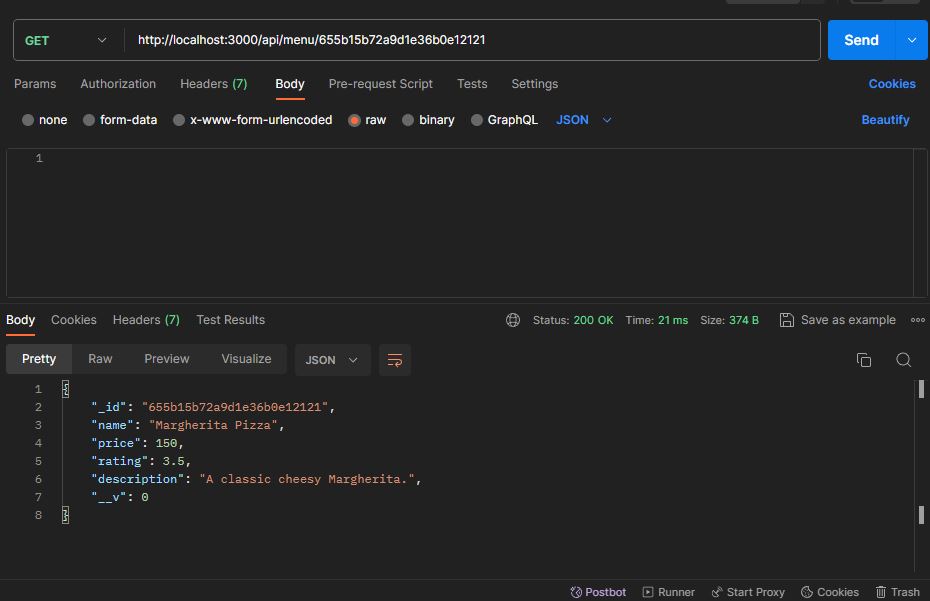 GET http://localhost:3000/api/menu/655b15b72a9d1e36b0e12121 Send
Params Authorization Headers (7) Body Pre-request Script Tests Settings Cookies
none form-data x-www-form-urlencoded raw binary GraphQL JSON Beautify
1
Body Cookies Headers (7) Test Results Status: 200 OK Time: 21 ms Size: 374 B Save as example
Pretty Raw Preview Visualize JSON
1 {
2 "_id": "655b15b72a9d1e36b0e12121",
3 "name": "Margherita Pizza",
4 "price": 150,
5 "rating": 3.5,
6 "description": "A classic cheesy Margherita.",
7 "__v": 0
8 }
Postbot Runner Start Proxy Cookies Trash